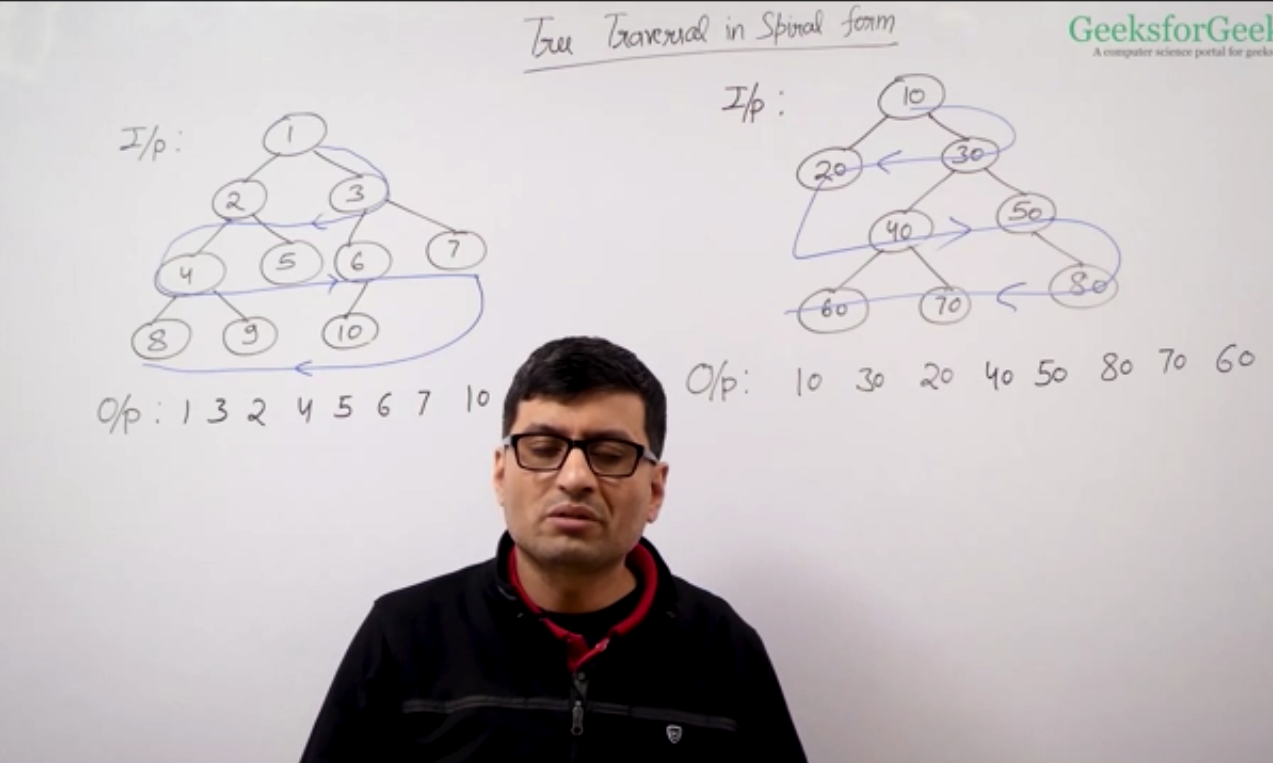 Tree Traversal in Spiral form
GeeksforGeek
A computer science portal for geeks
I/p :
1
2 3
4 5 6 7
8 9 10
O/p : 1 3 2 4 5 6 7 10
I/p :
10
20 30
40 50
60 70 80
O/p : 10 30 20 40 50 80 70 60